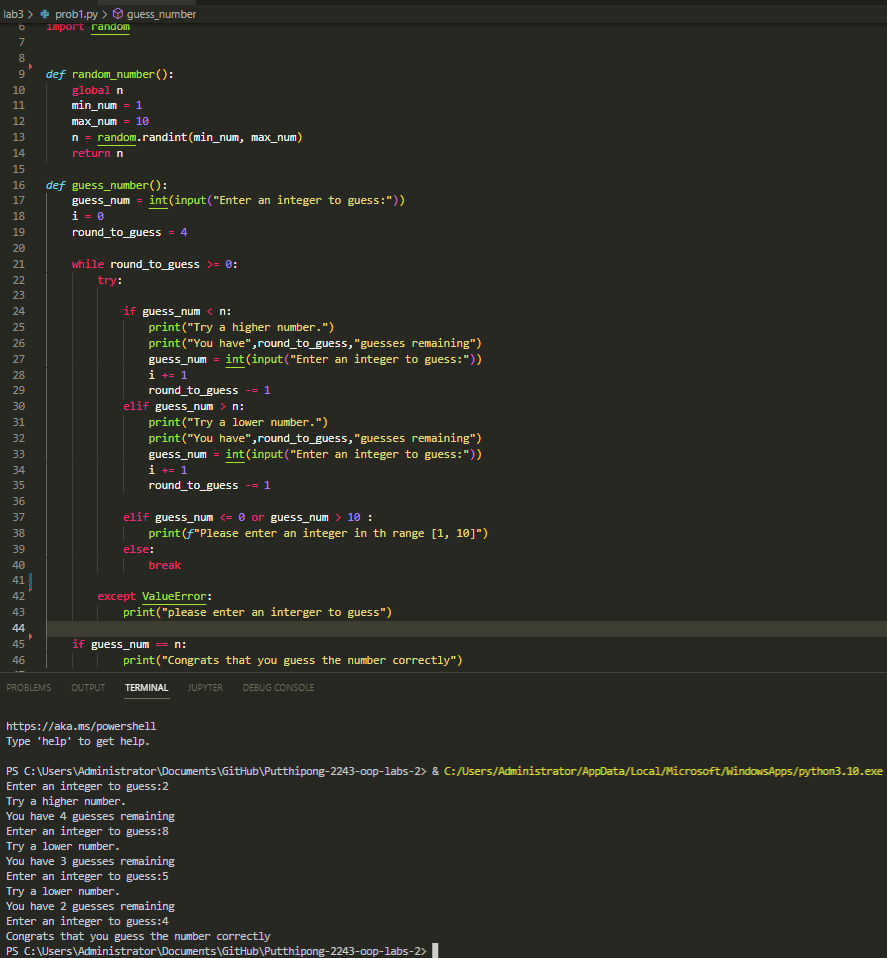 lab3 > prob1.py > guess_number
6 import random
7
8
9 def random_number():
10 global n
11 min_num = 1
12 max_num = 10
13 n = random.randint(min_num, max_num)
14 return n
15
16 def guess_number():
17 guess_num = int(input("Enter an integer to guess:"))
18 i = 0
19 round_to_guess = 4
20
21 while round_to_guess >= 0:
22 try:
23
24 if guess_num < n:
25 print("Try a higher number.")
26 print("You have",round_to_guess,"guesses remaining")
27 guess_num = int(input("Enter an integer to guess:"))
28 i += 1
29 round_to_guess -= 1
30 elif guess_num > n:
31 print("Try a lower number.")
32 print("You have",round_to_guess,"guesses remaining")
33 guess_num = int(input("Enter an integer to guess:"))
34 i += 1
35 round_to_guess -= 1
36
37 elif guess_num <= 0 or guess_num > 10 :
38 print(f"Please enter an integer in th range [1, 10]")
39 else:
40 break
41
42 except ValueError:
43 print("please enter an interger to guess")
44
45 if guess_num == n:
46 print("Congrats that you guess the number correctly")
PROBLEMS OUTPUT TERMINAL JUPYTER DEBUG CONSOLE
https://aka.ms/powershell
Type 'help' to get help.
PS C:\Users\Administrator\Documents\GitHub\Putthipong-2243-oop-labs-2> & C:/Users/Administrator/AppData/Local/Microsoft/WindowsApps/python3.10.exe
Enter an integer to guess:2
Try a higher number.
You have 4 guesses remaining
Enter an integer to guess:8
Try a lower number.
You have 3 guesses remaining
Enter an integer to guess:5
Try a lower number.
You have 2 guesses remaining
Enter an integer to guess:4
Congrats that you guess the number correctly
PS C:\Users\Administrator\Documents\GitHub\Putthipong-2243-oop-labs-2>